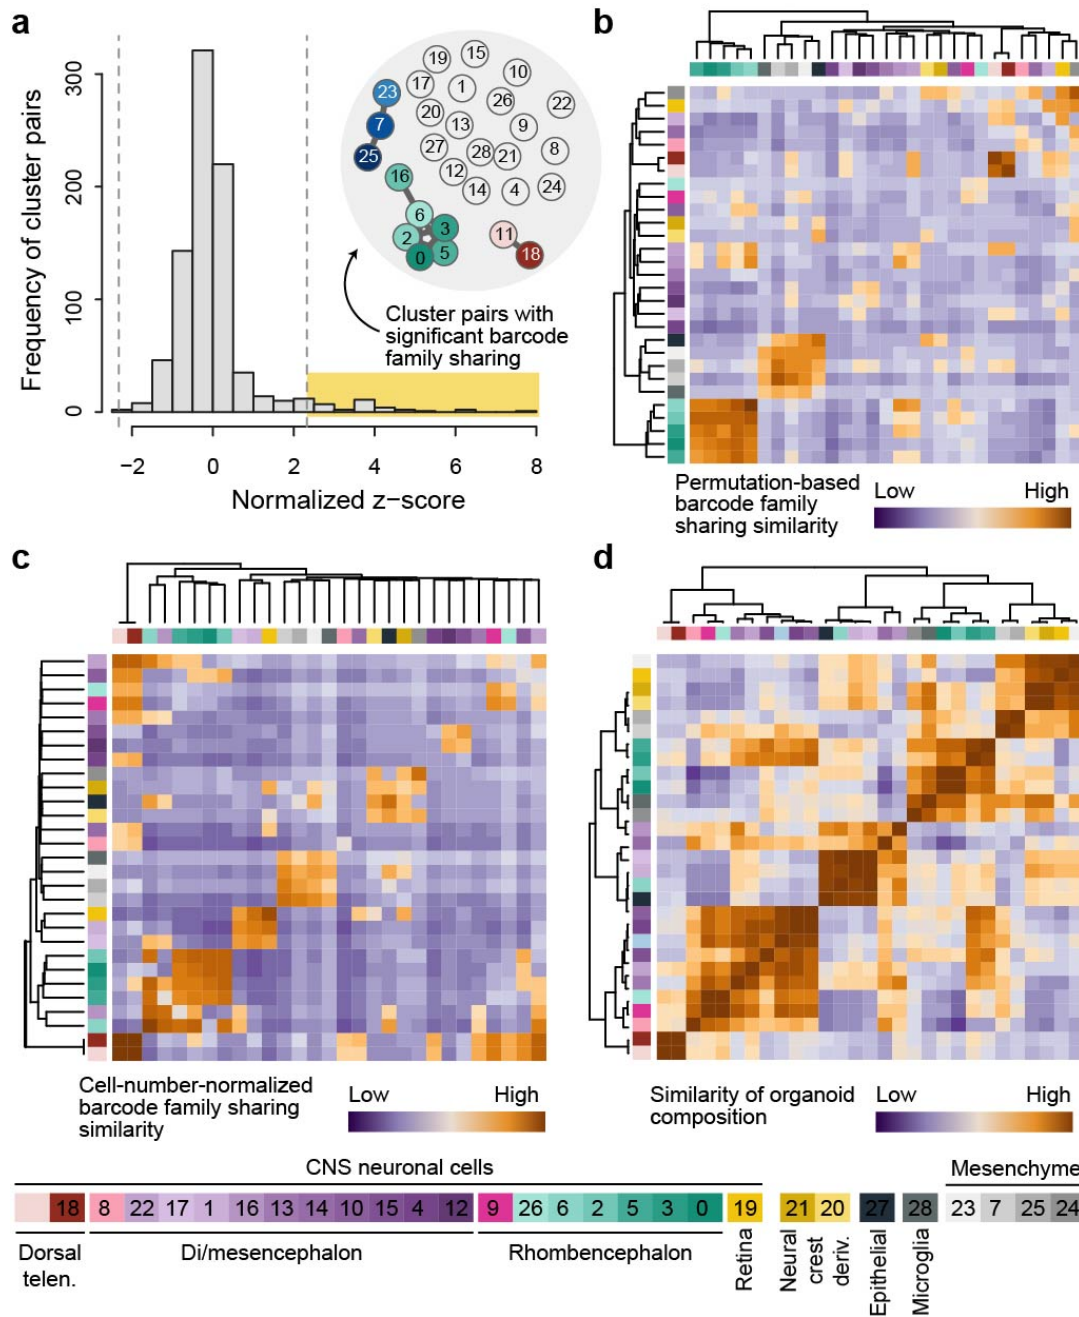 a
Frequency of cluster pairs
0
100
200
300
−2
0
2
4
6
8
Normalized z−score
19
15
10
17
1
26
22
23
20
13
9
7
27
28
21
8
25
12
16
14
4
24
6
3
11
2
0
5
18
Cluster pairs with
significant barcode
family sharing
b
Permutation-based
barcode family
sharing similarity
Low
High
c
Cell-number-normalized
barcode family sharing
similarity
Low
High
d
Similarity of organoid
composition
Low
High
CNS neuronal cells
Mesenchyme
18
8
22
17
1
16
13
14
10
15
4
12
9
26
6
2
5
3
0
19
21
20
27
28
23
7
25
24
Dorsal
telen.
Di/mesencephalon
Rhombencephalon
Retina
Neural
crest
deriv.
Epithelial
Microglia